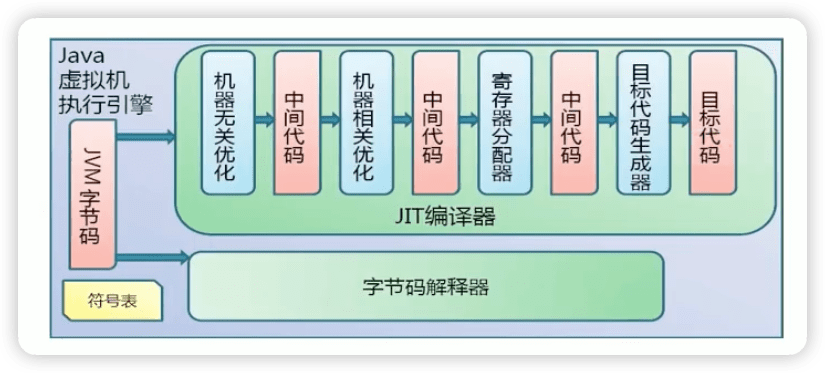 Java
虚拟机
执行引擎
JVM字节码
机器无关优化
中间代码
机器相关优化
中间代码
寄存器分配器
中间代码
目标代码生成器
目标代码
JIT编译器
字节码解释器
符号表